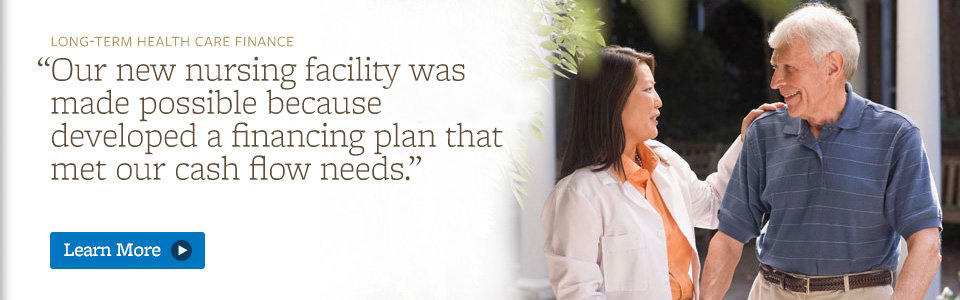 LONG-TERM HEALTH CARE FINANCE
“Our new nursing facility was
made possible because
developed a financing plan that
met our cash flow needs.”
Learn More